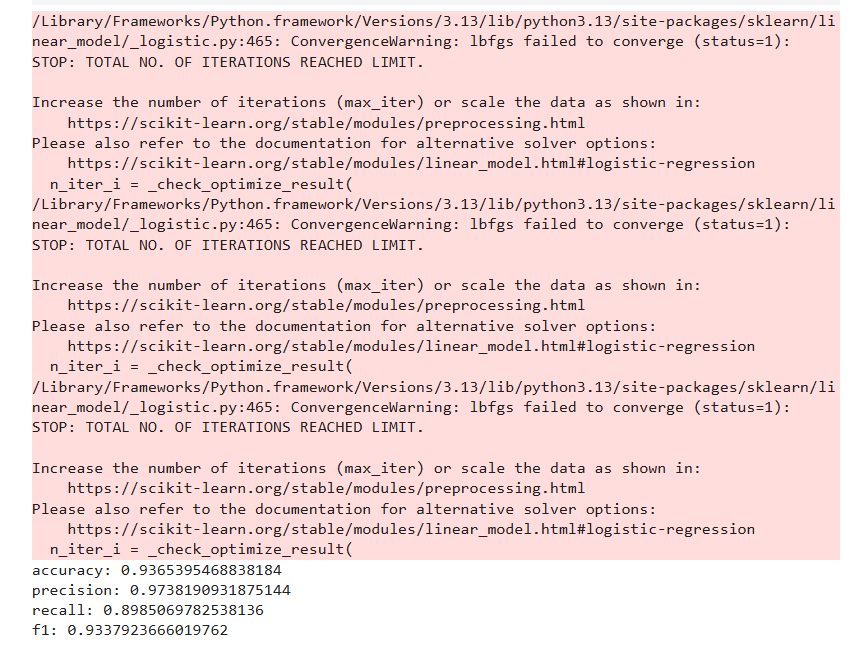 /Library/Frameworks/Python.framework/Versions/3.13/lib/python3.13/site-packages/sklearn/li
near_model/_logistic.py:465: ConvergenceWarning: lbfgs failed to converge (status=1):
STOP: TOTAL NO. OF ITERATIONS REACHED LIMIT.

Increase the number of iterations (max_iter) or scale the data as shown in:
    https://scikit-learn.org/stable/modules/preprocessing.html
Please also refer to the documentation for alternative solver options:
    https://scikit-learn.org/stable/modules/linear_model.html#logistic-regression
  n_iter_i = _check_optimize_result(
/Library/Frameworks/Python.framework/Versions/3.13/lib/python3.13/site-packages/sklearn/li
near_model/_logistic.py:465: ConvergenceWarning: lbfgs failed to converge (status=1):
STOP: TOTAL NO. OF ITERATIONS REACHED LIMIT.

Increase the number of iterations (max_iter) or scale the data as shown in:
    https://scikit-learn.org/stable/modules/preprocessing.html
Please also refer to the documentation for alternative solver options:
    https://scikit-learn.org/stable/modules/linear_model.html#logistic-regression
  n_iter_i = _check_optimize_result(
/Library/Frameworks/Python.framework/Versions/3.13/lib/python3.13/site-packages/sklearn/li
near_model/_logistic.py:465: ConvergenceWarning: lbfgs failed to converge (status=1):
STOP: TOTAL NO. OF ITERATIONS REACHED LIMIT.

Increase the number of iterations (max_iter) or scale the data as shown in:
    https://scikit-learn.org/stable/modules/preprocessing.html
Please also refer to the documentation for alternative solver options:
    https://scikit-learn.org/stable/modules/linear_model.html#logistic-regression
  n_iter_i = _check_optimize_result(
accuracy: 0.9365395468838184
precision: 0.9738190931875144
recall: 0.8985069782538136
f1: 0.9337923666019762